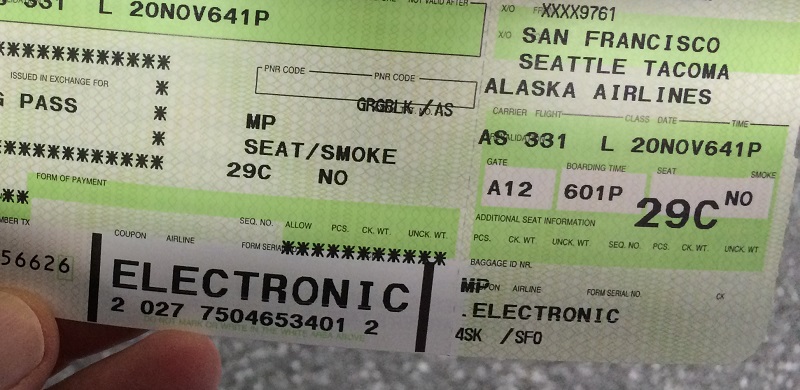 331 L 20NOV641P
NOT VALID AFTER
***********
ISSUED IN EXCHANGE FOR *
PASS *
*
***********
PNR CODE PNR CODE
GRGBLK /AS
MP
SEAT/SMOKE
29C NO
**
FORM OF PAYMENT
SEQ. NO. ALLOW PCS. CK. WT. UNCK. WT.
TX COUPON AIRLINE FORM SERIAL ***********
56626
ELECTRONIC
2 027 7504653401 2
X/O XXXX9761
X/O SAN FRANCISCO
SEATTLE TACOMA
ALASKA AIRLINES
CARRIER FLIGHT CLASS DATE TIME
AS 331 L 20NOV641P
GATE BOARDING TIME SEAT SMOKE
A12 601P 29C NO
ADDITIONAL SEAT INFORMATION
PCS. CK. WT. UNCK. WT. SEQ. NO. PCS. CK. WT. UNCK. WT.
BAGGAGE ID NR.
MP AIRLINE FORM SERIAL NO. CK
ELECTRONIC
4SK /SFO